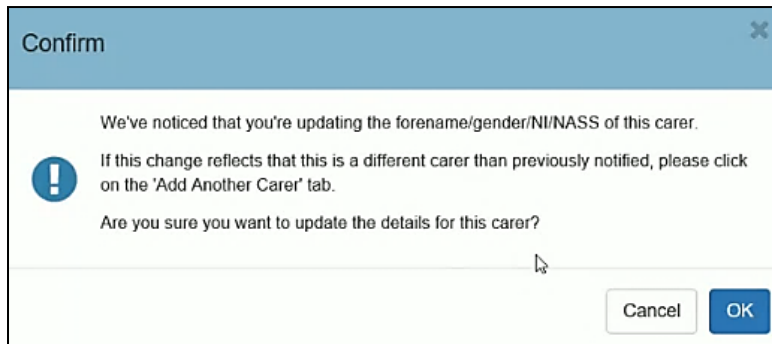 Confirm
We've noticed that you're updating the forename/gender/NI/NASS of this carer.
If this change reflects that this is a different carer than previously notified, please click
on the 'Add Another Carer' tab.
Are you sure you want to update the details for this carer?
Cancel
OK